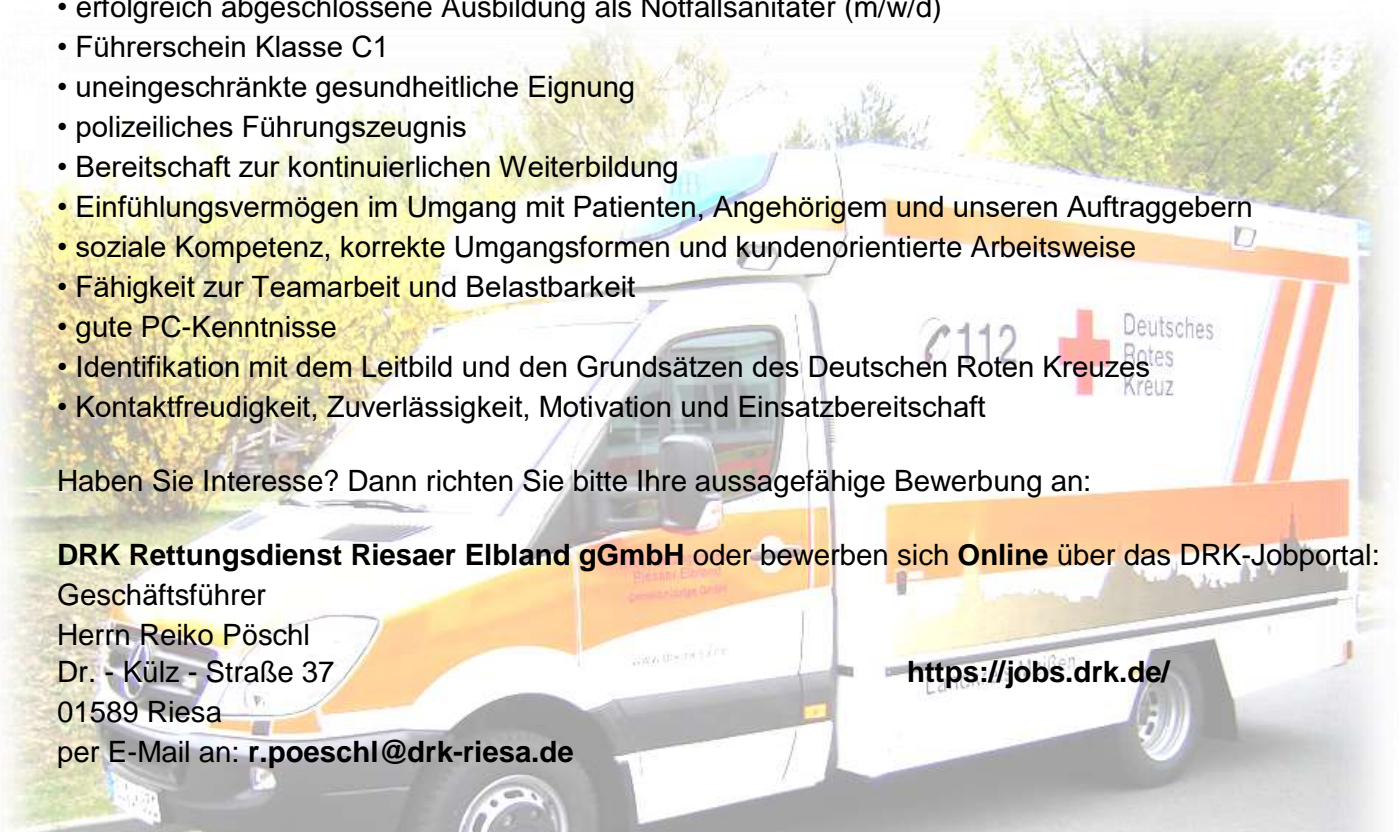 • erfolgreich abgeschlossene Ausbildung als Notfallsanitäter (m/w/d)
• Führerschein Klasse C1
• uneingeschränkte gesundheitliche Eignung
• polizeiliches Führungszeugnis
• Bereitschaft zur kontinuierlichen Weiterbildung
• Einfühlungsvermögen im Umgang mit Patienten, Angehörigem und unseren Auftraggebern
• soziale Kompetenz, korrekte Umgangsformen und kundenorientierte Arbeitsweise
• Fähigkeit zur Teamarbeit und Belastbarkeit
• gute PC-Kenntnisse
112
Deutsches
Rotes
Kreuz
• Identifikation mit dem Leitbild und den Grundsätzen des Deutschen Roten Kreuzes
• Kontaktfreudigkeit, Zuverlässigkeit, Motivation und Einsatzbereitschaft
Haben Sie Interesse? Dann richten Sie bitte Ihre aussagefähige Bewerbung an:
DRK Rettungsdienst Riesaer Elbland gGmbH oder bewerben sich Online über das DRK-Jobportal:
Riesaer Elbland
Geschäftsführer
Herrn Reiko Pöschl
Dr. - Külz - Straße 37
https://jobs.drk.de/
01589 Riesa
per E-Mail an: r.poeschl@drk-riesa.de